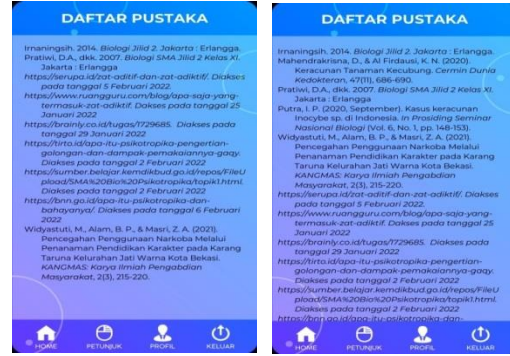 DAFTAR PUSTAKA
Irnaningsih. 2014. Biologi Jilid 2. Jakarta : Erlangga.
Pratiwi, D.A., dkk. 2007. Biologi SMA Jilid 2 Kelas XI.
Jakarta : Erlangga
https://serupa.id/zat-aditif-dan-zat-adiktif/. Diakses
pada tanggal 5 Februari 2022.
https://www.ruangguru.com/blog/apa-saja-yang-
termasuk-zat-adiktif. Dakses pada tanggal 25
Januari 2022
https://brainly.co.id/tugas/1729685. Diakses pada
tanggal 29 Januari 2022
https://tirto.id/apa-itu-psikotropika-pengertian-
golongan-dan-dampak-pemakaiannya-gaqy.
Diakses pada tanggal 2 Februari 2022
https://sumber.belajar.kemdikbud.go.id/repos/FileU
pload/SMA%20Bio%20Psikotropika/topik1.html.
Diakses pada tanggal 2 Februari 2022
https://bnn.go.id/apa-itu-psikotropika-dan-
bahayanya/. Diakses pada tanggal 6 Februari
2022
Widyastuti, M., Alam, B. P., & Masri, Z. A. (2021).
Pencegahan Penggunaan Narkoba Melalui
Penanaman Pendidikan Karakter pada Karang
Taruna Kelurahan Jati Warna Kota Bekasi.
KANGMAS: Karya Ilmiah Pengabdian
Masyarakat, 2(3), 215-220.
HOME PETUNJUK PROFIL KELUAR
DAFTAR PUSTAKA
Irnaningsih. 2014. Biologi Jilid 2. Jakarta : Erlangga.
Mahendrakrisna, D., & Al Firdausi, K. N. (2020).
Keracunan Tanaman Kecubung. Cermin Dunia
Kedokteran, 47(11), 686-690.
Pratiwi, D.A., dkk. 2007. Biologi SMA Jilid 2 Kelas XI.
Jakarta : Erlangga
Putra, I. P. (2020, September). Kasus keracunan
Inocybe sp. di Indonesia. In Prosiding Seminar
Nasional Biologi (Vol. 6, No. 1, pp. 148-153).
Widyastuti, M., Alam, B. P., & Masri, Z. A. (2021).
Pencegahan Penggunaan Narkoba Melalui
Penanaman Pendidikan Karakter pada Karang
Taruna Kelurahan Jati Warna Kota Bekasi.
KANGMAS: Karya Ilmiah Pengabdian
Masyarakat, 2(3), 215-220.
https://serupa.id/zat-aditif-dan-zat-adiktif/. Diakses
pada tanggal 5 Februari 2022.
https://www.ruangguru.com/blog/apa-saja-yang-
termasuk-zat-adiktif. Dakses pada tanggal 25
Januari 2022
https://brainly.co.id/tugas/1729685. Diakses pada
tanggal 29 Januari 2022
https://tirto.id/apa-itu-psikotropika-pengertian-
golongan-dan-dampak-pemakaiannya-gaqy.
Diakses pada tanggal 2 Februari 2022
https://sumber.belajar.kemdikbud.go.id/repos/FileU
pload/SMA%20Bio%20Psikotropika/topik1.html.
Diakses pada tanggal 2 Februari 2022
https://bnn.go.id/apa-itu-psikotropika-dan-
HOME PETUNJUK PROFIL KELUAR